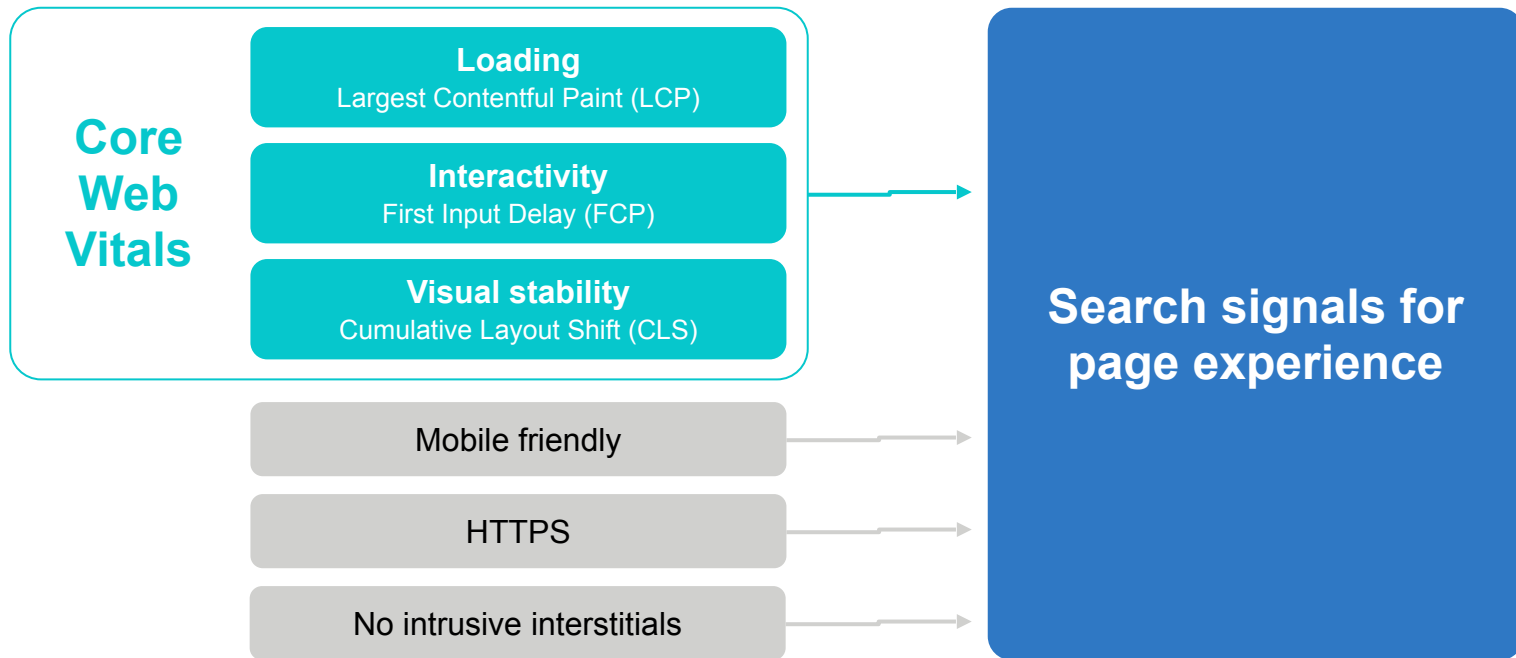 Core
Web
Vitals
Loading
Largest Contentful Paint (LCP)
Interactivity
First Input Delay (FCP)
Visual stability
Cumulative Layout Shift (CLS)
Mobile friendly
HTTPS
No intrusive interstitials
Search signals for
page experience